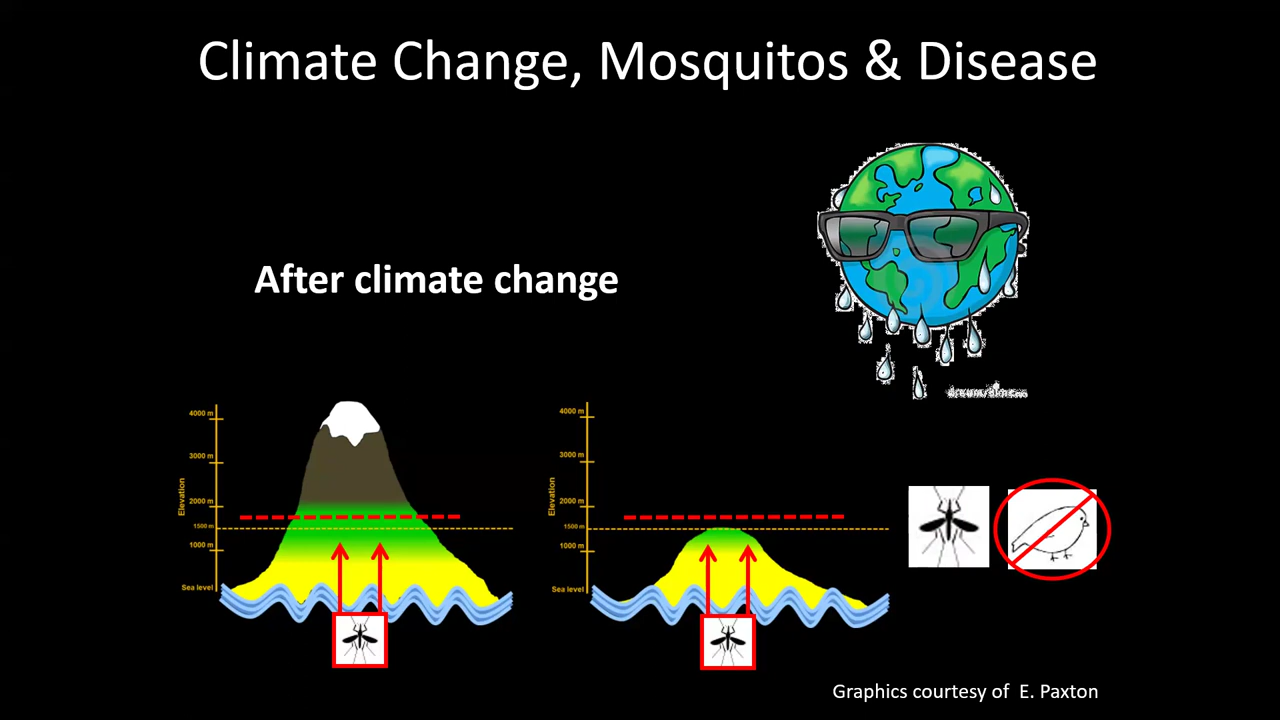 Climate Change, Mosquitos & Disease
After climate change
4000 m
3000 m
2000 m
1500 m
1000 m
Sea level
Elevation
4000 m
3000 m
2000 m
1500 m
1000 m
Sea level
Elevation
Graphics courtesy of E. Paxton